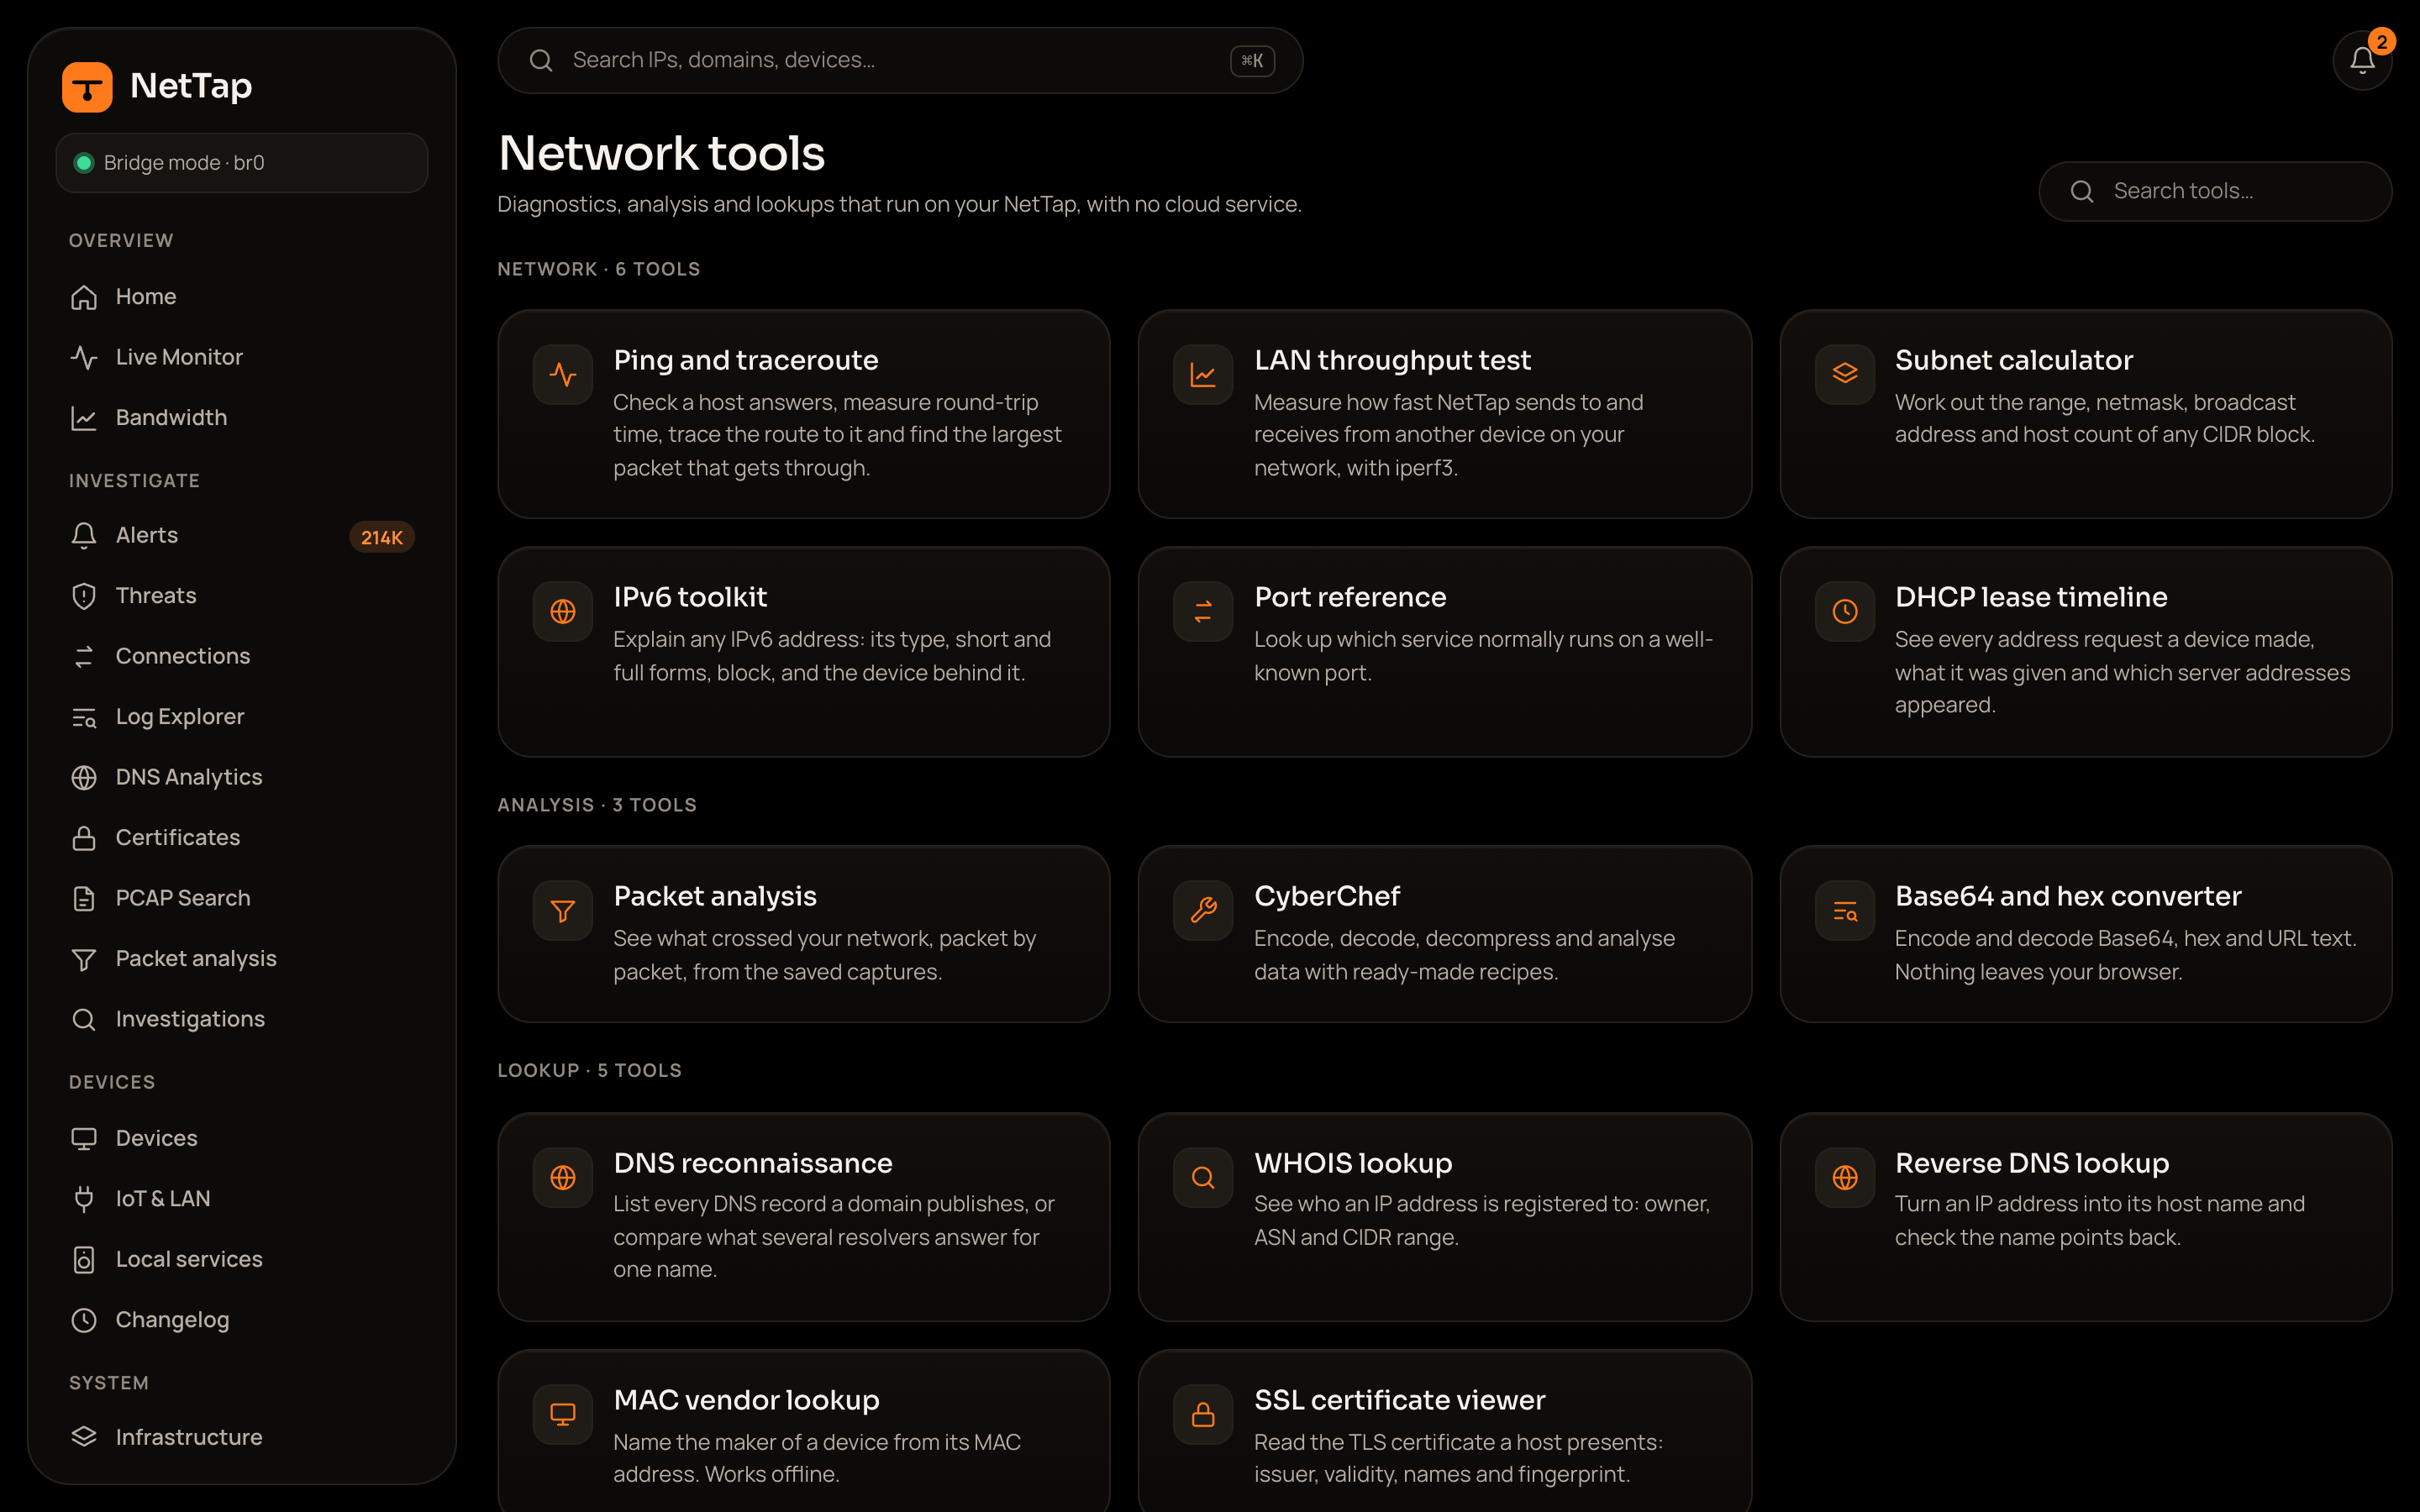 NetTap
Bridge mode · br0
OVERVIEW
Home
Live Monitor
Bandwidth
INVESTIGATE
Alerts
214K
Threats
Connections
Log Explorer
DNS Analytics
Certificates
PCAP Search
Packet analysis
Investigations
DEVICES
Devices
IoT & LAN
Local services
Changelog
SYSTEM
Infrastructure
Search IPs, domains, devices…
⌘K
2
Network tools
Diagnostics, analysis and lookups that run on your NetTap, with no cloud service.
Search tools…
NETWORK · 6 TOOLS
Ping and traceroute
Check a host answers, measure round-trip
time, trace the route to it and find the largest
packet that gets through.
LAN throughput test
Measure how fast NetTap sends to and
receives from another device on your
network, with iperf3.
Subnet calculator
Work out the range, netmask, broadcast
address and host count of any CIDR block.
IPv6 toolkit
Explain any IPv6 address: its type, short and
full forms, block, and the device behind it.
Port reference
Look up which service normally runs on a well-
known port.
DHCP lease timeline
See every address request a device made,
what it was given and which server addresses
appeared.
ANALYSIS · 3 TOOLS
Packet analysis
See what crossed your network, packet by
packet, from the saved captures.
CyberChef
Encode, decode, decompress and analyse
data with ready-made recipes.
Base64 and hex converter
Encode and decode Base64, hex and URL text.
Nothing leaves your browser.
LOOKUP · 5 TOOLS
DNS reconnaissance
List every DNS record a domain publishes, or
compare what several resolvers answer for
one name.
WHOIS lookup
See who an IP address is registered to: owner,
ASN and CIDR range.
Reverse DNS lookup
Turn an IP address into its host name and
check the name points back.
MAC vendor lookup
Name the maker of a device from its MAC
address. Works offline.
SSL certificate viewer
Read the TLS certificate a host presents:
issuer, validity, names and fingerprint.